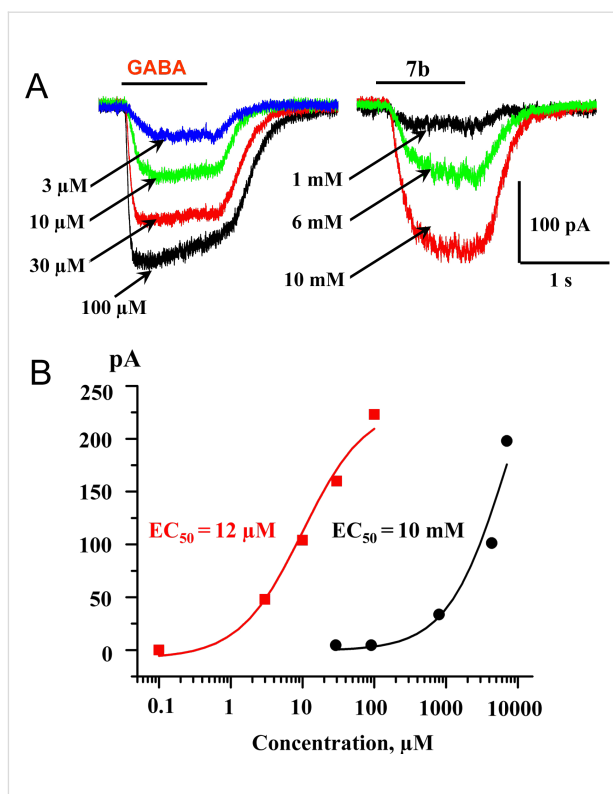 A
GABA
7b
3 µM
10 µM
30 µM
100 µM
1 mM
6 mM
10 mM
100 pA
1 s
B
pA
250
200
150
100
50
0
EC50 = 12 µM
EC50 = 10 mM
0.1 1 10 100 1000 10000
Concentration, µM